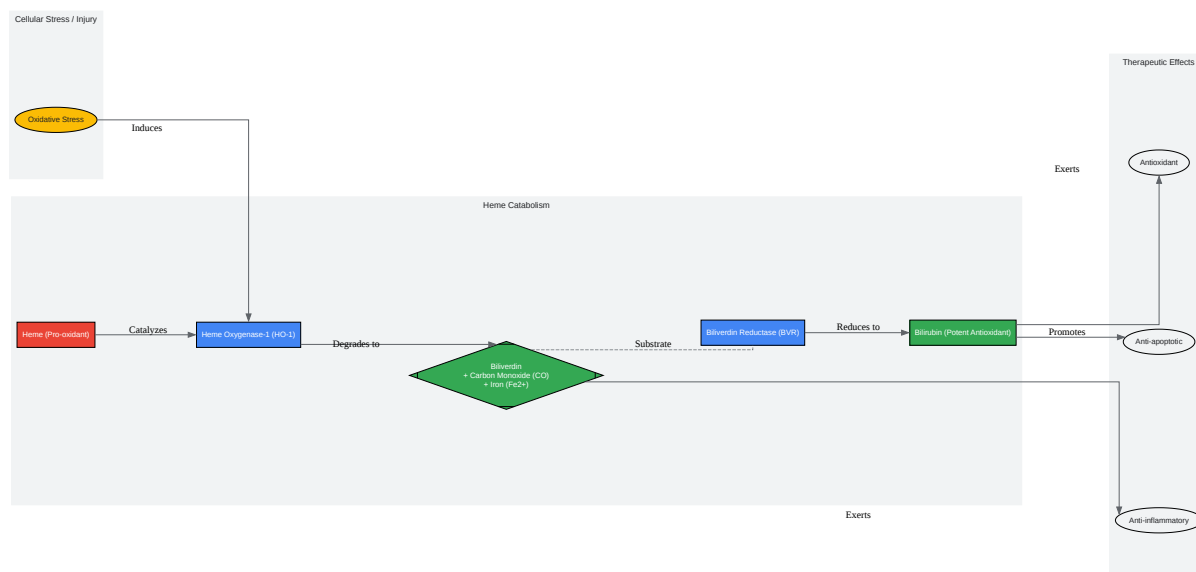 Cellular Stress / Injury
Oxidative Stress
Induces
Therapeutic Effects
Antioxidant
Exerts
Heme Catabolism
Heme (Pro-oxidant)
Catalyzes
Heme Oxygenase-1 (HO-1)
Degrades to
Biliverdin
+ Carbon Monoxide (CO)
+ Iron (Fe2+)
Substrate
Biliverdin Reductase (BVR)
Reduces to
Bilirubin (Potent Antioxidant)
Promotes
Anti-apoptotic
Exerts
Anti-inflammatory